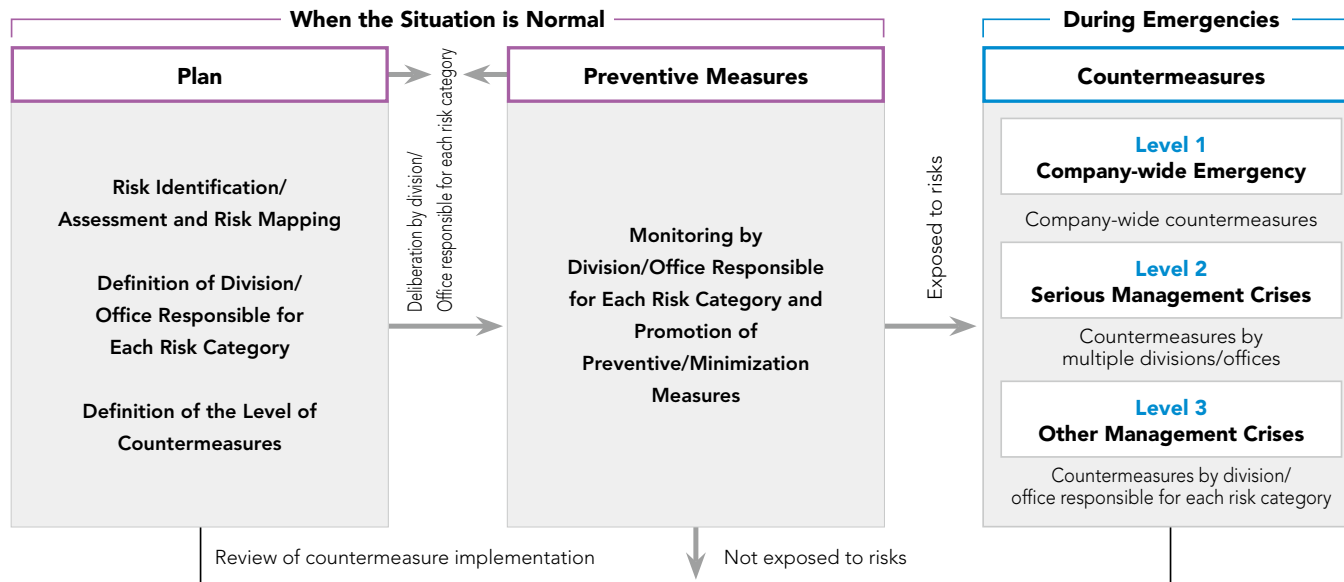 When the Situation is Normal
Plan
Risk Identification/
Assessment and Risk Mapping
Definition of Division/
Office Responsible for
Each Risk Category
Definition of the Level of
Countermeasures
Deliberation by division/
Office responsible for each risk category
Preventive Measures
Monitoring by
Division/Office Responsible
for Each Risk Category and
Promotion of
Preventive/Minimization
Measures
Exposed to risks
During Emergencies
Countermeasures
Level 1
Company-wide Emergency
Company-wide countermeasures
Level 2
Serious Management Crises
Countermeasures by
multiple divisions/offices
Level 3
Other Management Crises
Countermeasures by division/
office responsible for each risk category
Review of countermeasure implementation
Not exposed to risks